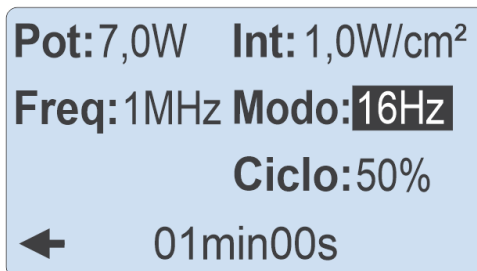 Pot:7,0W Int: 1,0W/cm²
Freq:1MHz Modo:16Hz
Ciclo:50%
01min00s